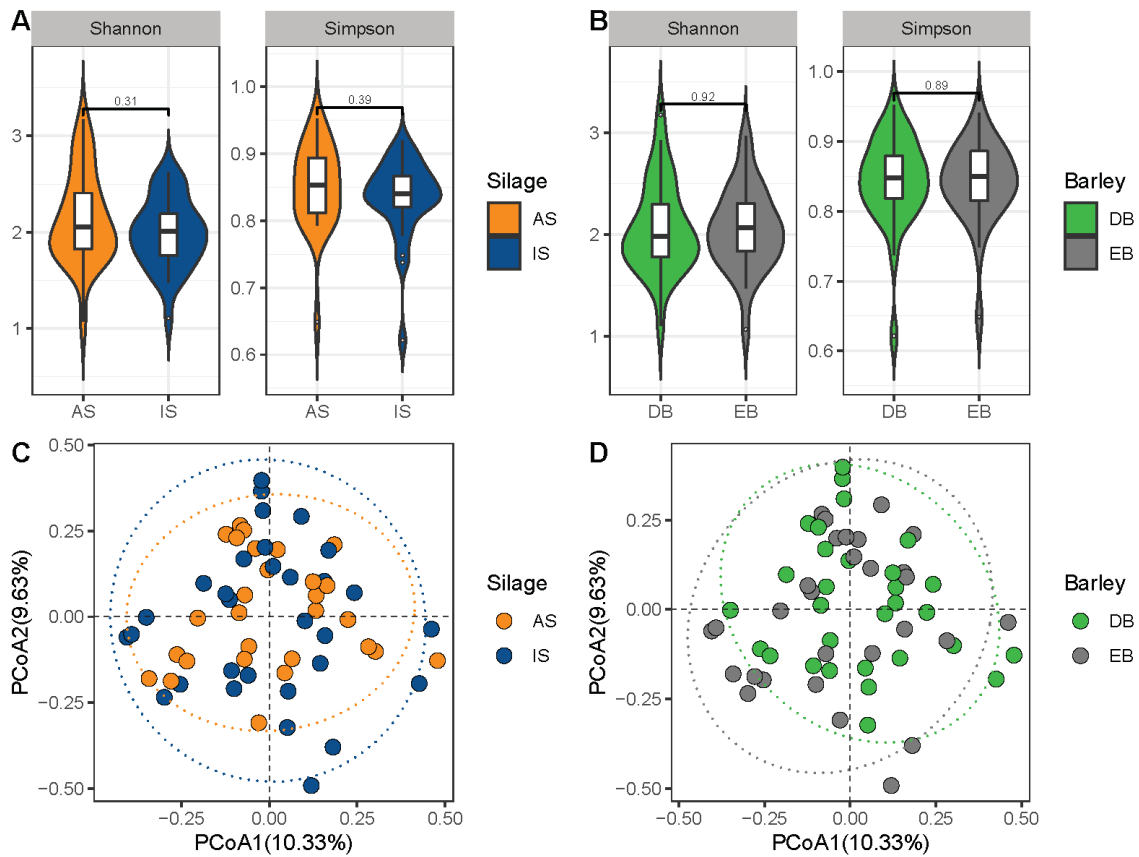 A
Shannon
Simpson
0.31
0.39
3
2
1
1.0
0.9
0.8
0.7
0.6
AS
IS
AS
IS
Silage
AS
IS
B
Shannon
Simpson
0.92
0.89
3
2
1
1.0
0.9
0.8
0.7
0.6
DB
EB
DB
EB
Barley
DB
EB
C
PCoA2(9.63%)
0.50
0.25
0.00
−0.25
−0.50
−0.25
0.00
0.25
0.50
PCoA1(10.33%)
Silage
AS
IS
D
PCoA2(9.63%)
0.50
0.25
0.00
−0.25
−0.50
−0.25
0.00
0.25
0.50
PCoA1(10.33%)
Barley
DB
EB